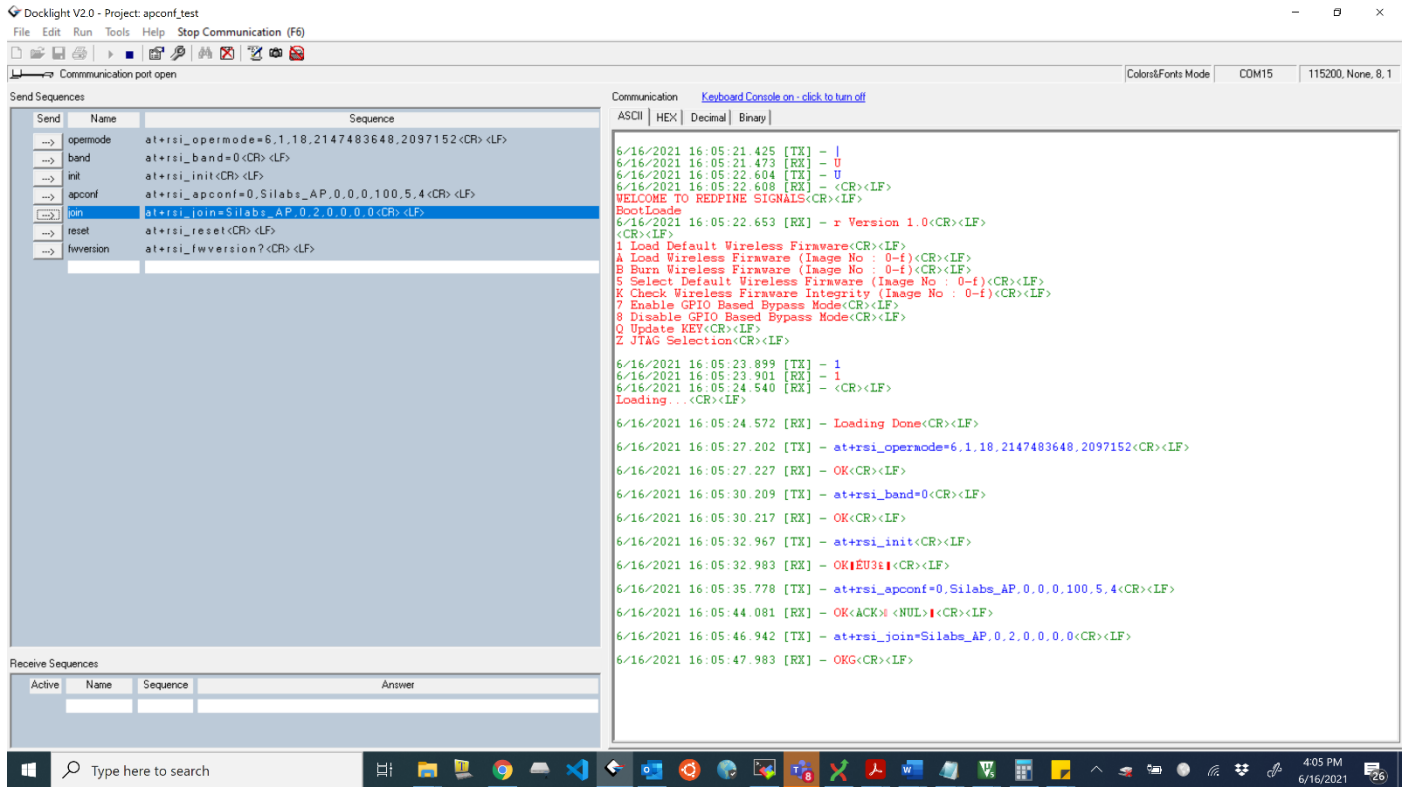 Docklight V2.0 - Project: apconf_test
File Edit Run Tools Help Stop Communication (F6)
Commmunication port open
Colors&Fonts Mode COM15 115200, None, 8, 1
Send Sequences
Send Name Sequence
---> opermode at+rsi_opermode=6,1,18,2147483648,2097152<CR><LF>
---> band at+rsi_band=0<CR><LF>
---> init at+rsi_init<CR><LF>
---> apconf at+rsi_apconf=0,Silabs_AP,0,0,0,100,5,4<CR><LF>
---> join at+rsi_join=Silabs_AP,0,2,0,0,0,0<CR><LF>
---> reset at+rsi_reset<CR><LF>
---> fwversion at+rsi_fwversion?<CR><LF>
Receive Sequences
Active Name Sequence Answer
Communication Keyboard Console on - click to turn off
ASCII HEX Decimal Binary
6/16/2021 16:05:21.425 [TX] - |
6/16/2021 16:05:21.473 [RX] - U
6/16/2021 16:05:22.604 [TX] - U
6/16/2021 16:05:22.608 [RX] - <CR><LF>
WELCOME TO REDPINE SIGNALS<CR><LF>
BootLoade
6/16/2021 16:05:22.653 [RX] - r Version 1.0<CR><LF>
<CR><LF>
1 Load Default Wireless Firmware<CR><LF>
A Load Wireless Firmware (Image No : 0-f)<CR><LF>
B Burn Wireless Firmware (Image No : 0-f)<CR><LF>
5 Select Default Wireless Firmware (Image No : 0-f)<CR><LF>
K Check Wireless Firmware Integrity (Image No : 0-f)<CR><LF>
7 Enable GPIO Based Bypass Mode<CR><LF>
8 Disable GPIO Based Bypass Mode<CR><LF>
Q Update KEY<CR><LF>
Z JTAG Selection<CR><LF>
6/16/2021 16:05:23.899 [TX] - 1
6/16/2021 16:05:23.901 [RX] - 1
6/16/2021 16:05:24.540 [RX] - <CR><LF>
Loading...<CR><LF>
6/16/2021 16:05:24.572 [RX] - Loading Done<CR><LF>
6/16/2021 16:05:27.202 [TX] - at+rsi_opermode=6,1,18,2147483648,2097152<CR><LF>
6/16/2021 16:05:27.227 [RX] - OK<CR><LF>
6/16/2021 16:05:30.209 [TX] - at+rsi_band=0<CR><LF>
6/16/2021 16:05:30.217 [RX] - OK<CR><LF>
6/16/2021 16:05:32.967 [TX] - at+rsi_init<CR><LF>
6/16/2021 16:05:32.983 [RX] - <CR><LF>
6/16/2021 16:05:35.778 [TX] - at+rsi_apconf=0,Silabs_AP,0,0,0,100,5,4<CR><LF>
6/16/2021 16:05:44.081 [RX] - OK<ACK> <NUL> <CR><LF>
6/16/2021 16:05:46.942 [TX] - at+rsi_join=Silabs_AP,0,2,0,0,0,0<CR><LF>
6/16/2021 16:05:47.983 [RX] - OKG<CR><LF>
Type here to search
4:05 PM
6/16/2021
26